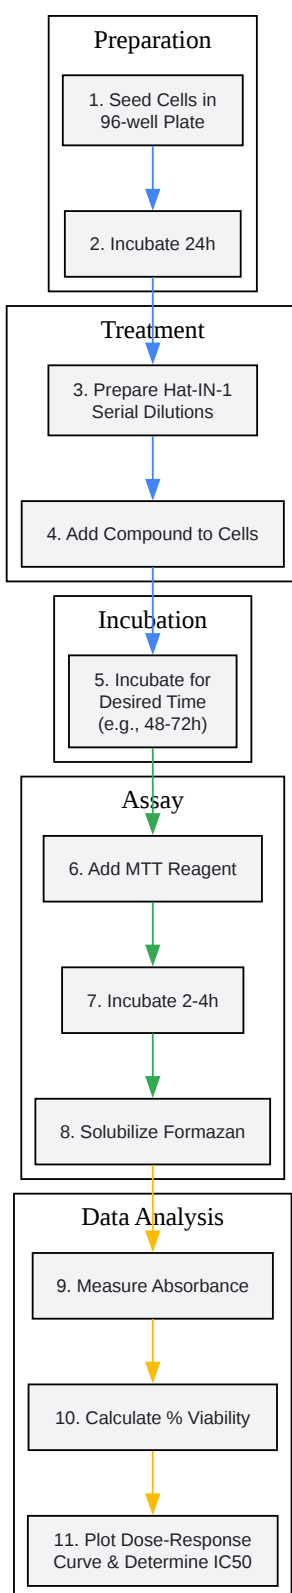 Preparation
1. Seed Cells in
96-well Plate
2. Incubate 24h
Treatment
3. Prepare Hat-IN-1
Serial Dilutions
4. Add Compound to Cells
Incubation
5. Incubate for
Desired Time
(e.g., 48-72h)
Assay
6. Add MTT Reagent
7. Incubate 2-4h
8. Solubilize Formazan
Data Analysis
9. Measure Absorbance
10. Calculate % Viability
11. Plot Dose-Response
Curve & Determine IC50